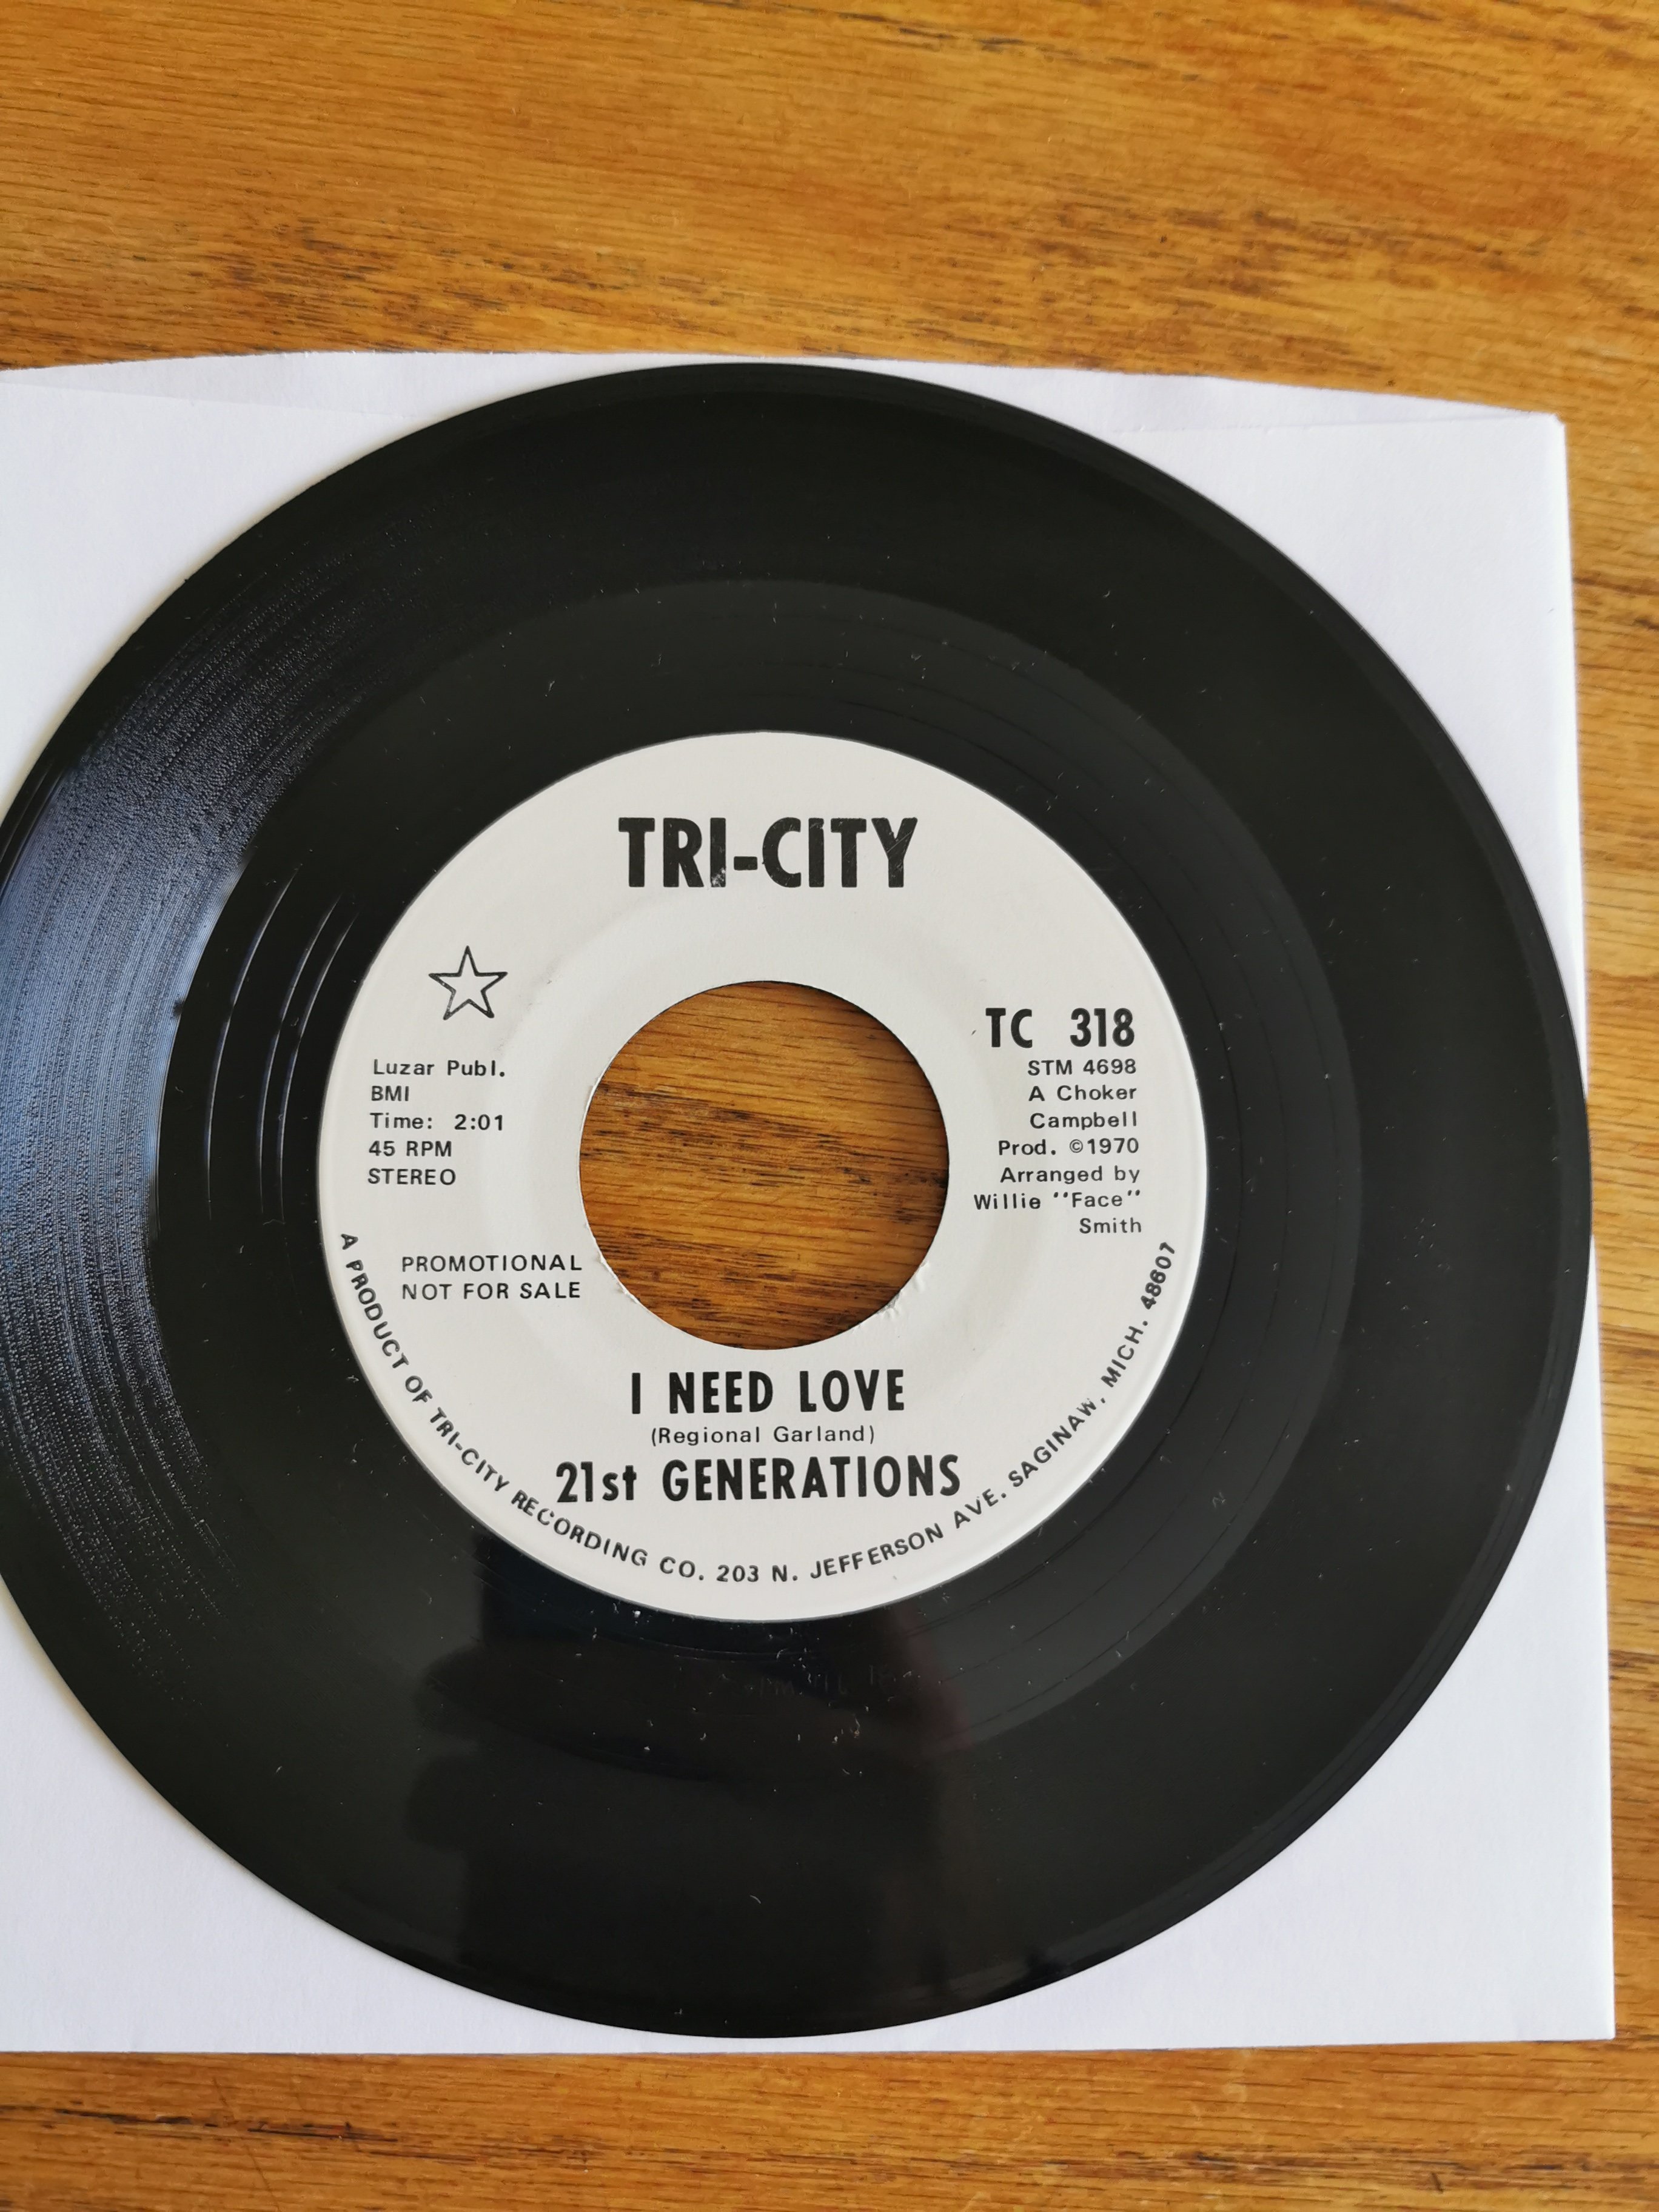 TRI-CITY
Luzar Publ.
BMI
Time: 2:01
45 RPM
STEREO
PROMOTIONAL
NOT FOR SALE
TC 318
STM 4698
A Choker
Campbell
Prod. ©1970
Arranged by
Willie "Face"
Smith
I NEED LOVE
(Regional Garland)
21st GENERATIONS
A PRODUCT OF TRI-CITY RECORDING CO. 203 N. JEFFERSON AVE. SAGINAW, MICH. 48607